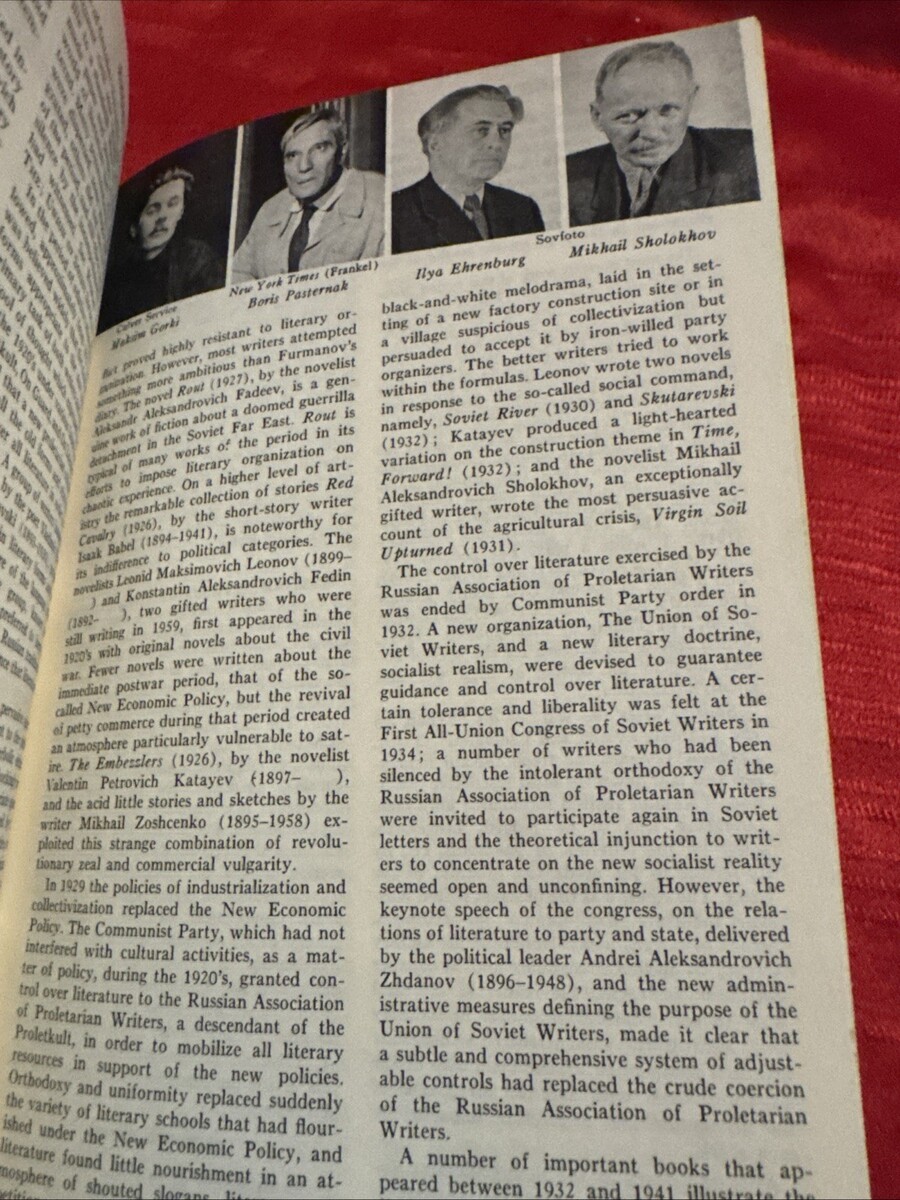 Culver Service
Maksim Gorki
New York Times (Frankel)
Boris Pasternak
Ilya Ehrenburg
Sovfoto
Mikhail Sholokhov
proved highly resistant to literary or-
ganization. However, most writers attempted
something more ambitious than Furmanov's
diary. The novel Rout (1927), by the novelist
Aleksandr Aleksandrovich Fadeev, is a gen-
uine work of fiction about a doomed guerrilla
detachment in the Soviet Far East. Rout is
typical of many works of the period in its
efforts to impose literary organization on
chaotic experience. On a higher level of art-
istry the remarkable collection of stories Red
Cavalry (1926), by the short-story writer
Isaak Babel (1894–1941), is noteworthy for
its indifference to political categories. The
novelists Leonid Maksimovich Leonov (1899–
) and Konstantin Aleksandrovich Fedin
(1892– ), two gifted writers who were
still writing in 1959, first appeared in the
1920's with original novels about the civil
war. Fewer novels were written about the
immediate postwar period, that of the so-
called New Economic Policy, but the revival
of petty commerce during that period created
an atmosphere particularly vulnerable to sat-
ire. The Embezzlers (1926), by the novelist
Valentin Petrovich Katayev (1897– ),
and the acid little stories and sketches by the
writer Mikhail Zoshcenko (1895–1958) ex-
ploited this strange combination of revolu-
tionary zeal and commercial vulgarity.
In 1929 the policies of industrialization and
collectivization replaced the New Economic
Policy. The Communist Party, which had not
interfered with cultural activities, as a mat-
ter of policy, during the 1920's, granted con-
trol over literature to the Russian Association
of Proletarian Writers, a descendant of the
Proletkult, in order to mobilize all literary
resources in support of the new policies.
Orthodoxy and uniformity replaced suddenly
the variety of literary schools that had flour-
ished under the New Economic Policy, and
literature found little nourishment in an at-
mosphere of shouted slogans,
black-and-white melodrama, laid in the set-
ting of a new factory construction site or in
a village suspicious of collectivization but
persuaded to accept it by iron-willed party
organizers. The better writers tried to work
within the formulas. Leonov wrote two novels
in response to the so-called social command,
namely, Soviet River (1930) and Skutarevski
(1932); Katayev produced a light-hearted
variation on the construction theme in Time,
Forward! (1932); and the novelist Mikhail
Aleksandrovich Sholokhov, an exceptionally
gifted writer, wrote the most persuasive ac-
count of the agricultural crisis, Virgin Soil
Upturned (1931).
The control over literature exercised by the
Russian Association of Proletarian Writers
was ended by Communist Party order in
1932. A new organization, The Union of So-
viet Writers, and a new literary doctrine,
socialist realism, were devised to guarantee
guidance and control over literature. A cer-
tain tolerance and liberality was felt at the
First All-Union Congress of Soviet Writers in
1934; a number of writers who had been
silenced by the intolerant orthodoxy of the
Russian Association of Proletarian Writers
were invited to participate again in Soviet
letters and the theoretical injunction to writ-
ers to concentrate on the new socialist reality
seemed open and unconfining. However, the
keynote speech of the congress, on the rela-
tions of literature to party and state, delivered
by the political leader Andrei Aleksandrovich
Zhdanov (1896–1948), and the new admin-
istrative measures defining the purpose of the
Union of Soviet Writers, made it clear that
a subtle and comprehensive system of adjust-
able controls had replaced the crude coercion
of the Russian Association of Proletarian
Writers.
A number of important books that ap-
peared between 1932 and 1941 illustrate the